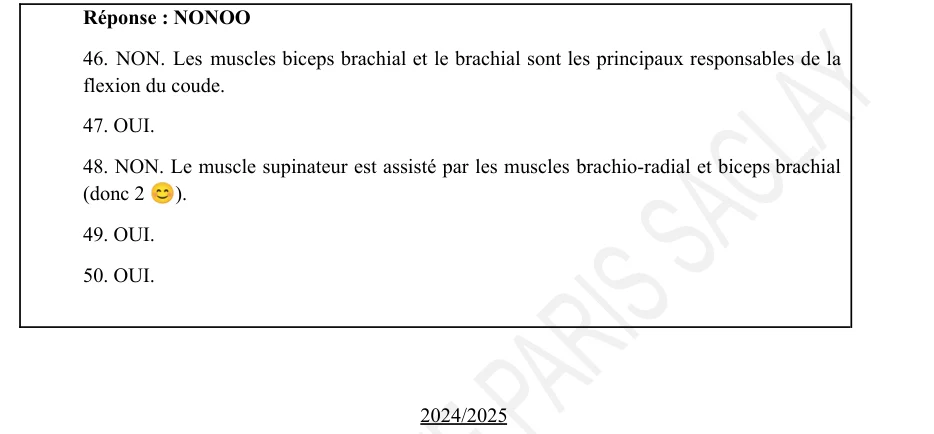 Réponse : NONOO
46. NON. Les muscles biceps brachial et le brachial sont les principaux responsables de la
flexion du coude.
47. OUI.
48. NON. Le muscle supinateur est assisté par les muscles brachio-radial et biceps brachial
(donc 2 😊).
49. OUI.
50. OUI.
PARIS SACLAY
2024/2025